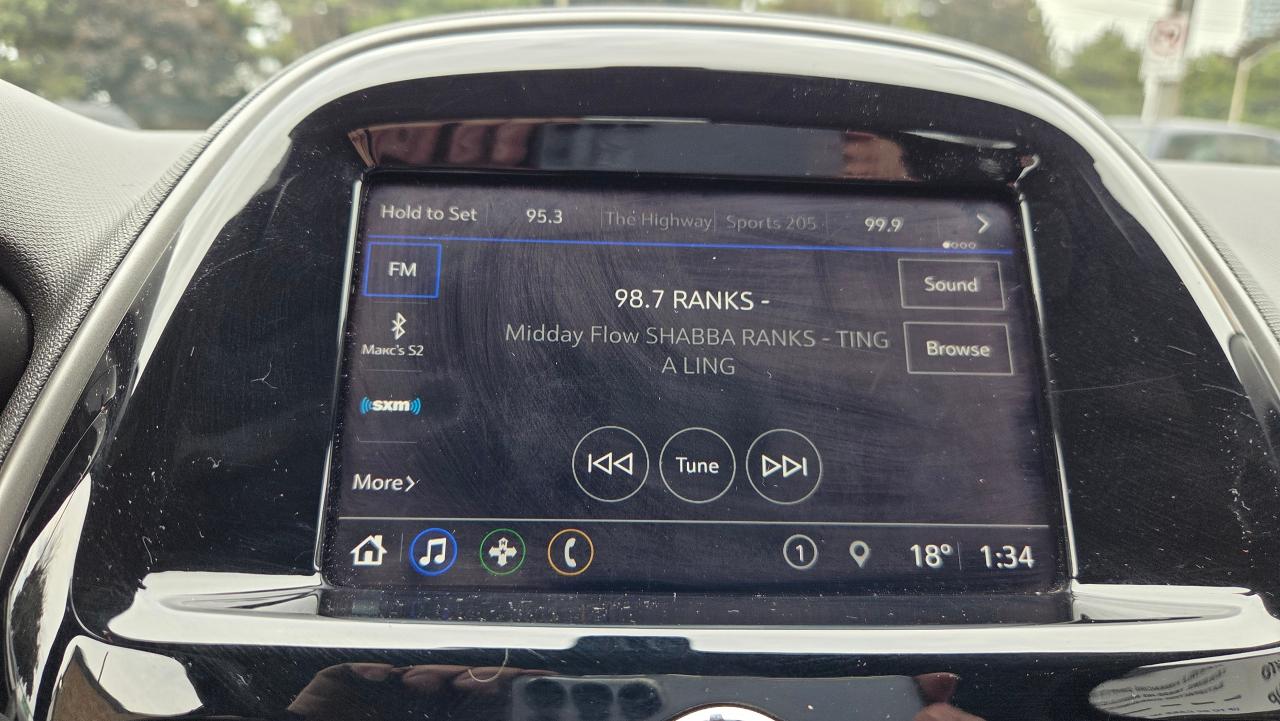 Hold to Set 95.3 The Highway Sports 205 99.9
FM
Sound
98.7 RANKS -
Макс's S2
Midday Flow SHABBA RANKS - TING
A LING
Browse
sxm
More
Tune
1 18° 1:34